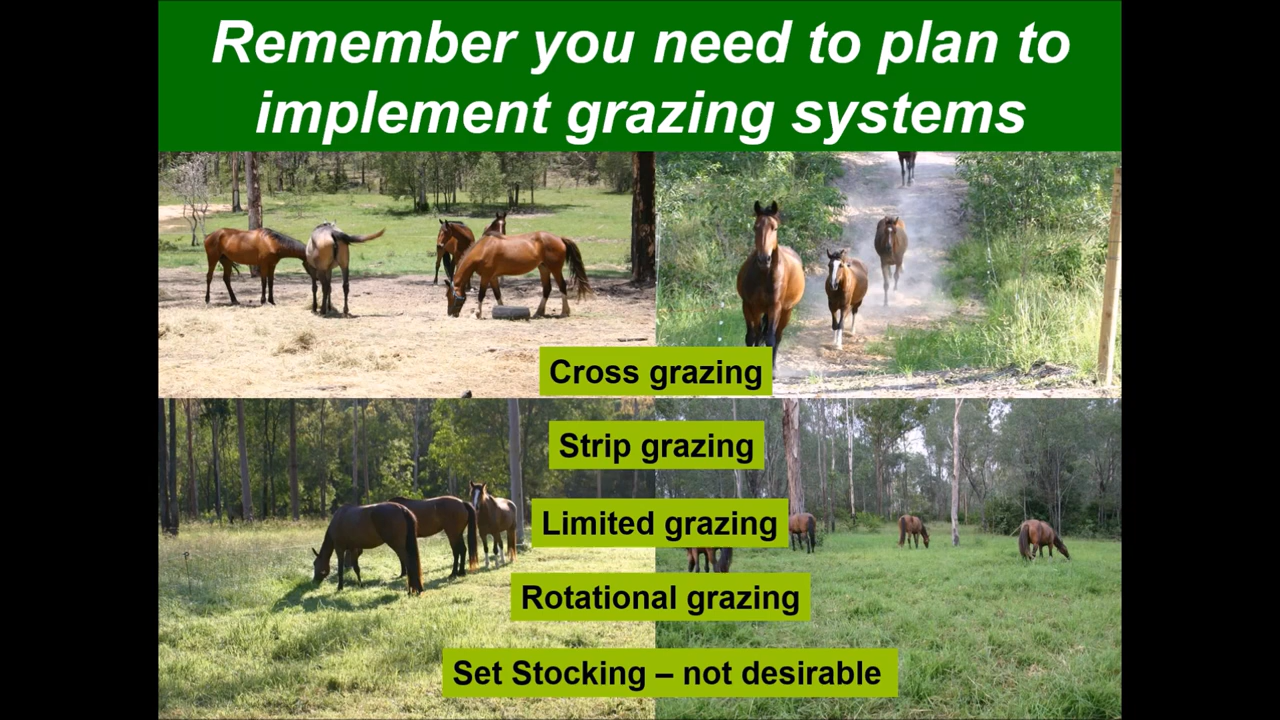 Remember you need to plan to
implement grazing systems
Cross grazing
Strip grazing
Limited grazing
Rotational grazing
Set Stocking – not desirable